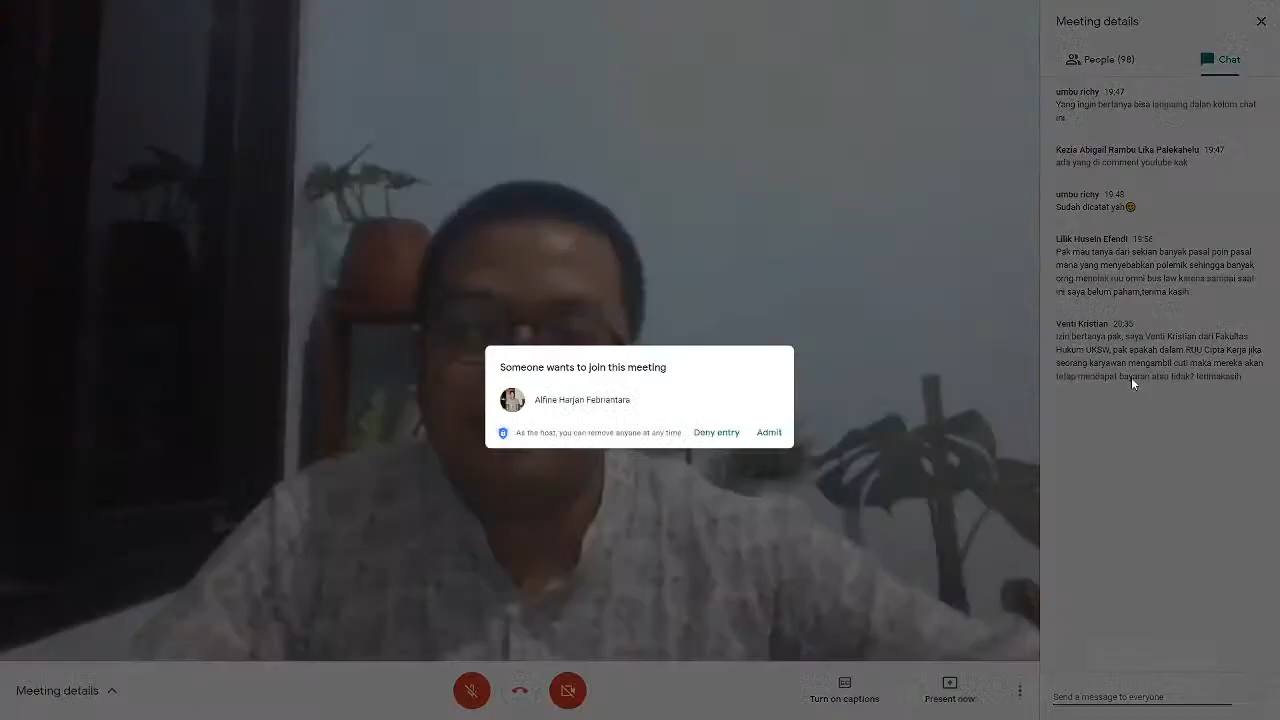 Meeting details
People (98)
Chat
umbu richy 19:47
Yang ingin bertanya bisa langsung dalan kolom chat
ini
Kezia Abigail Rambu Lika Palekahelu 19:47
ada yang di comment youtube kak
umbu richy 19:48
Sudah dicatat yah😊
Lilik Husein Efendi 19:56
Pak mau tanya dari sekian banyak pasal poin pasal
mana yang menyebabkan polemik sehingga banyak
orng menolak ruu omni bus law karena sampai saat
ini saya belum paham,terima kasih
Venti Kristian 20:35
Izin bertanya pak, saya Venti Kristian dari Fakultas
Hukum UKSW, pak apakah dalam RUU Cipta Kerja jika
seorang karyawan mengambil cuti maka mereka akan
tetap mendapat bayaran atau tidak? terimakasih
Someone wants to join this meeting
Alfine Harjan Febriantara
As the host, you can remove anyone at any time
Deny entry
Admit
Meeting details
Turn on captions
Present now
Send a message to everyone